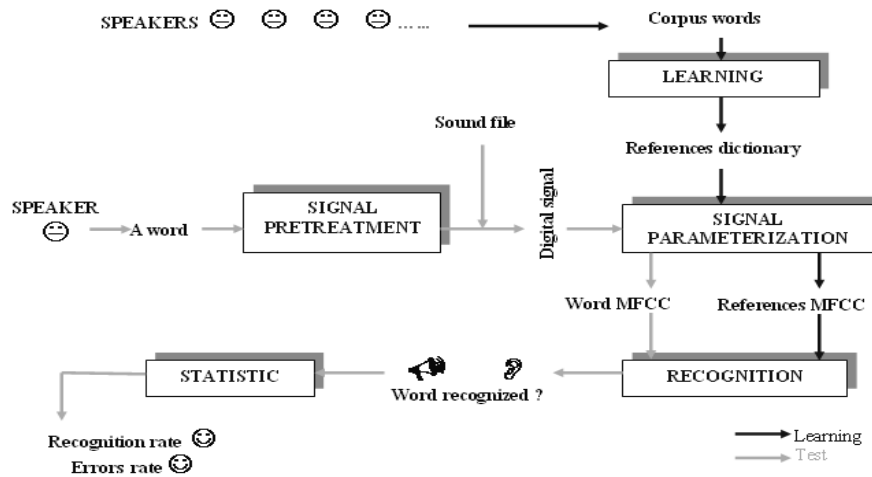 SPEAKERS ... ...
Corpus words
LEARNING
Sound file
References dictionary
SPEAKER
A word
SIGNAL
PRETREATMENT
Digital signal
SIGNAL
PARAMETERIZATION
Word MFCC
References MFCC
STATISTIC
Word recognized ?
RECOGNITION
Recognition rate
Errors rate
Learning
Test